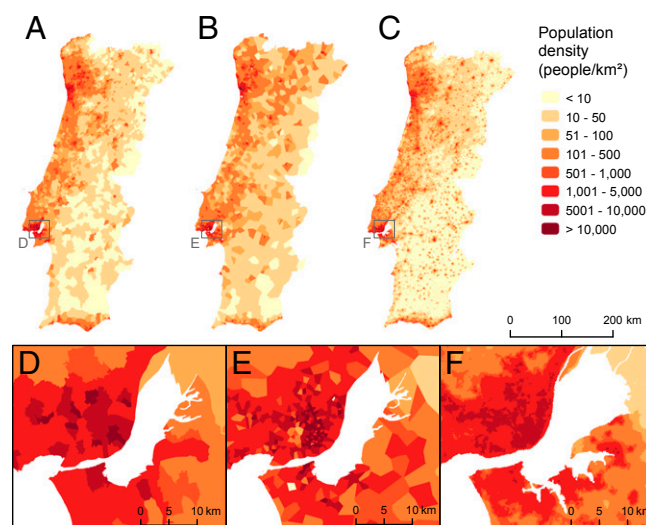 A
B
C
Population
density
(people/km²)
< 10
10 - 50
51 - 100
101 - 500
501 - 1,000
1,001 - 5,000
5001 - 10,000
> 10,000
D
E
F
0 100 200 km
D
E
F
0 5 10 km
0 5 10 km
0 5 10 km